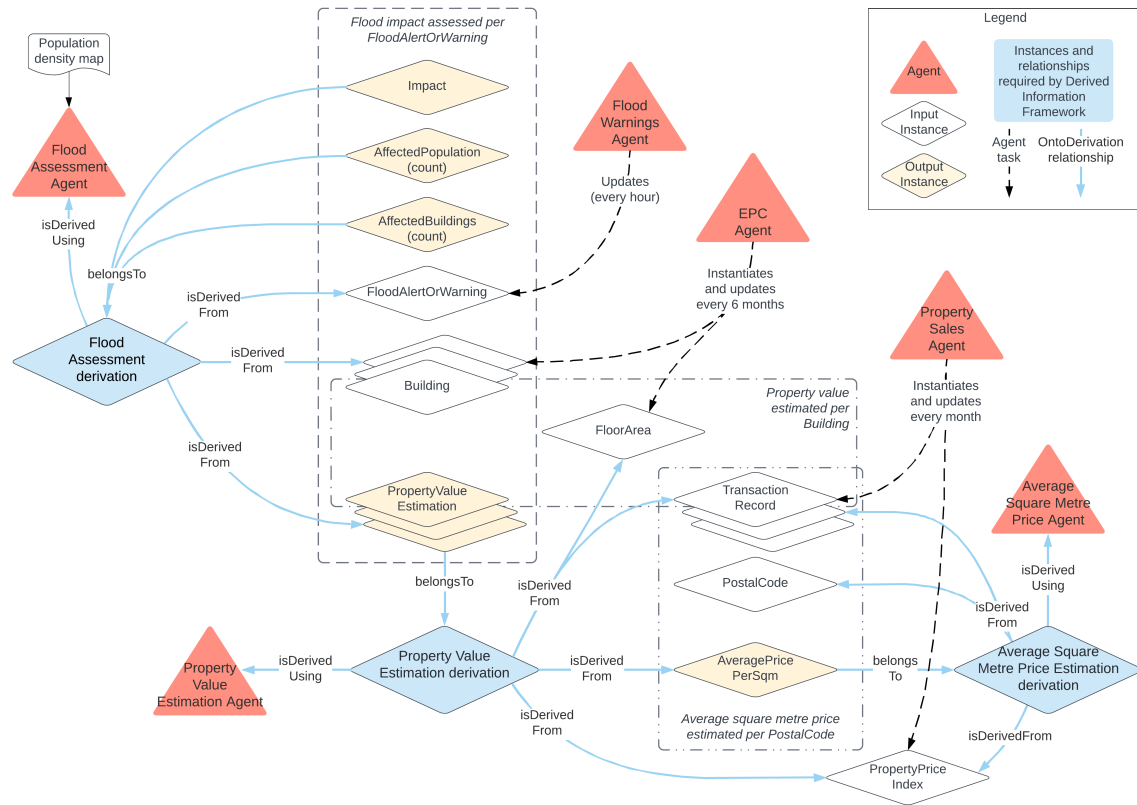 Population
density map
Flood impact assessed per
FloodAlertOrWarning
Legend
Agent
Instances and
relationships
required by Derived
Information
Framework
Input
Instance
Output
Instance
Agent
task
OntoDerivation
relationship
Impact
AffectedPopulation
(count)
AffectedBuildings
(count)
FloodAlertOrWarning
Building
Flood
Assessment
Agent
isDerived
Using
belongsTo
isDerived
From
Flood
Assessment
derivation
isDerived
From
isDerived
From
Flood
Warnings
Agent
Updates
(every hour)
EPC
Agent
Instantiates
and updates
every 6 months
Property
Sales
Agent
Instantiates
and updates
every month
Property value
estimated per
Building
FloorArea
PropertyValue
Estimation
Transaction
Record
PostalCode
Average
Square Metre
Price Agent
isDerived
Using
isDerived
From
belongsTo
isDerived
From
Property
Value
Estimation Agent
isDerived
Using
Property Value
Estimation derivation
isDerived
From
AveragePrice
PerSqm
belongs
To
Average Square
Metre Price Estimation
derivation
isDerived
From
Average square metre price
estimated per PostalCode
isDerivedFrom
PropertyPrice
Index